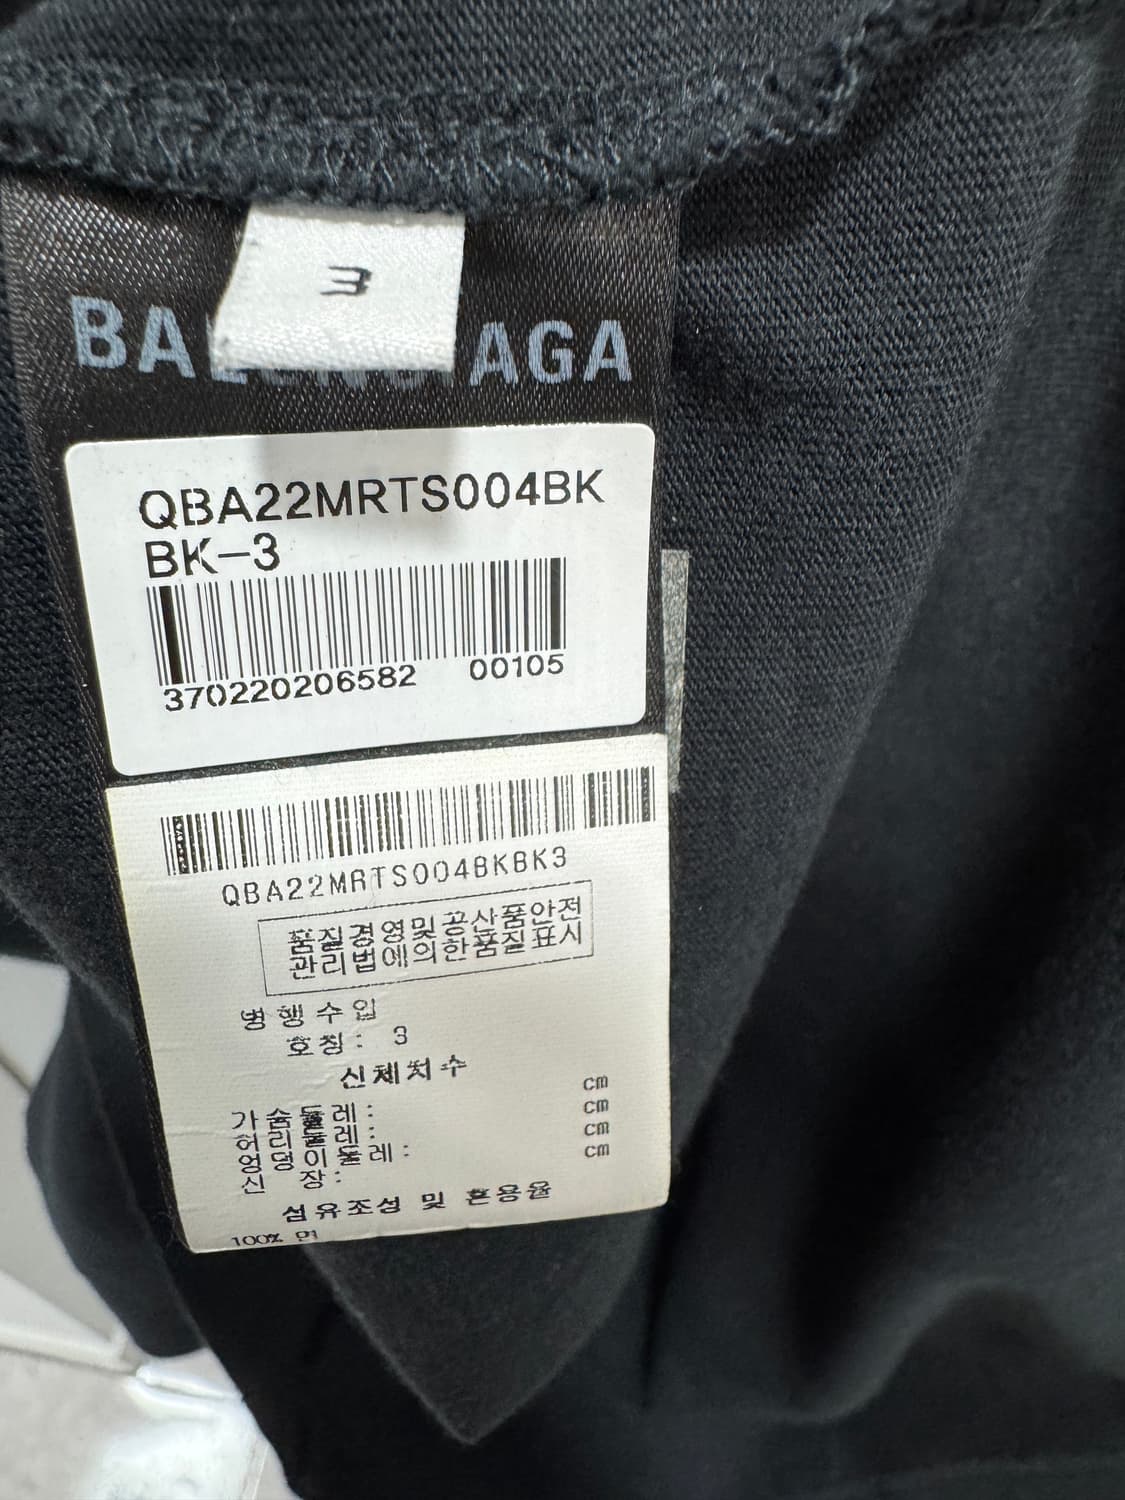 3
BALENCIAGA
QBA22MRTS004BK
BK-3
370220206582 00105
QBA22MRTS004BKBK3
품질경영및공산품안전
관리법에의한품질표시
병행수입
호칭: 3
신체치수
cm
가슴둘레: cm
허리둘레: cm
엉덩이둘레: cm
신 장:
섬유조성 및 혼용율
100% 면